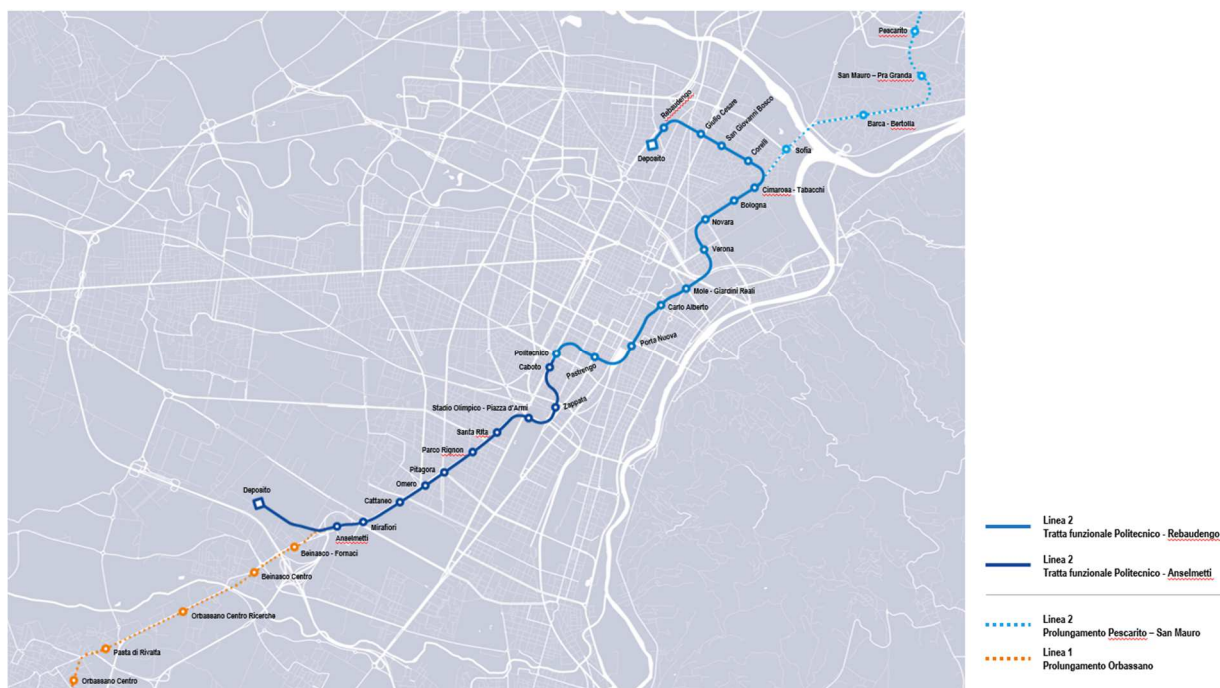 Pescarito
San Mauro – Pra Granda
Barca - Bertolla
Sofia
Rebaudengo
Giulio Cesare
San Giovanni Bosco
Corelli
Deposito
Cimarosa - Tabacchi
Bologna
Novara
Verona
Mole - Giardini Reali
Carlo Alberto
Porta Nuova
Politecnico
Pastrengo
Caboto
Zappata
Stadio Olimpico - Piazza d'Armi
Santa Rita
Parco Rignon
Pitagora
Omero
Cattaneo
Deposito
Mirafiori
Anselmetti
Beinasco - Fornaci
Beinasco Centro
Orbassano Centro Ricerche
Pasta di Rivalta
Orbassano Centro
Linea 2
Tratta funzionale Politecnico - Rebaudengo
Linea 2
Tratta funzionale Politecnico - Anselmetti
Linea 2
Prolungamento Pescarito – San Mauro
Linea 1
Prolungamento Orbassano